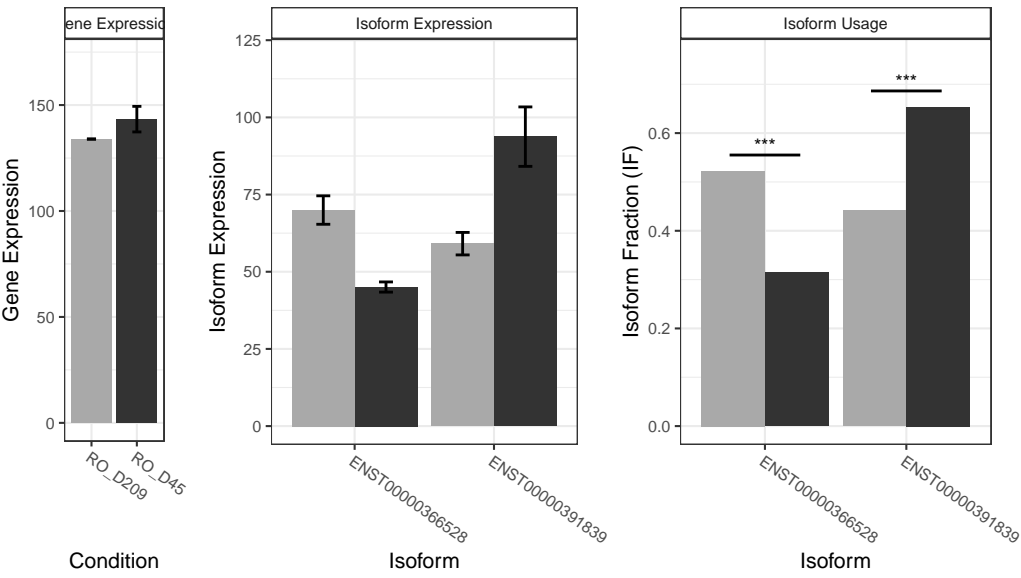 ene Expressio
Gene Expression
150
100
50
0
RO_D209
RO_D45
Condition
Isoform Expression
Isoform Expression
125
100
75
50
25
0
ENST00000366528
ENST00000391839
Isoform
Isoform Usage
Isoform Fraction (IF)
0.6
0.4
0.2
0.0
***
***
ENST00000366528
ENST00000391839
Isoform